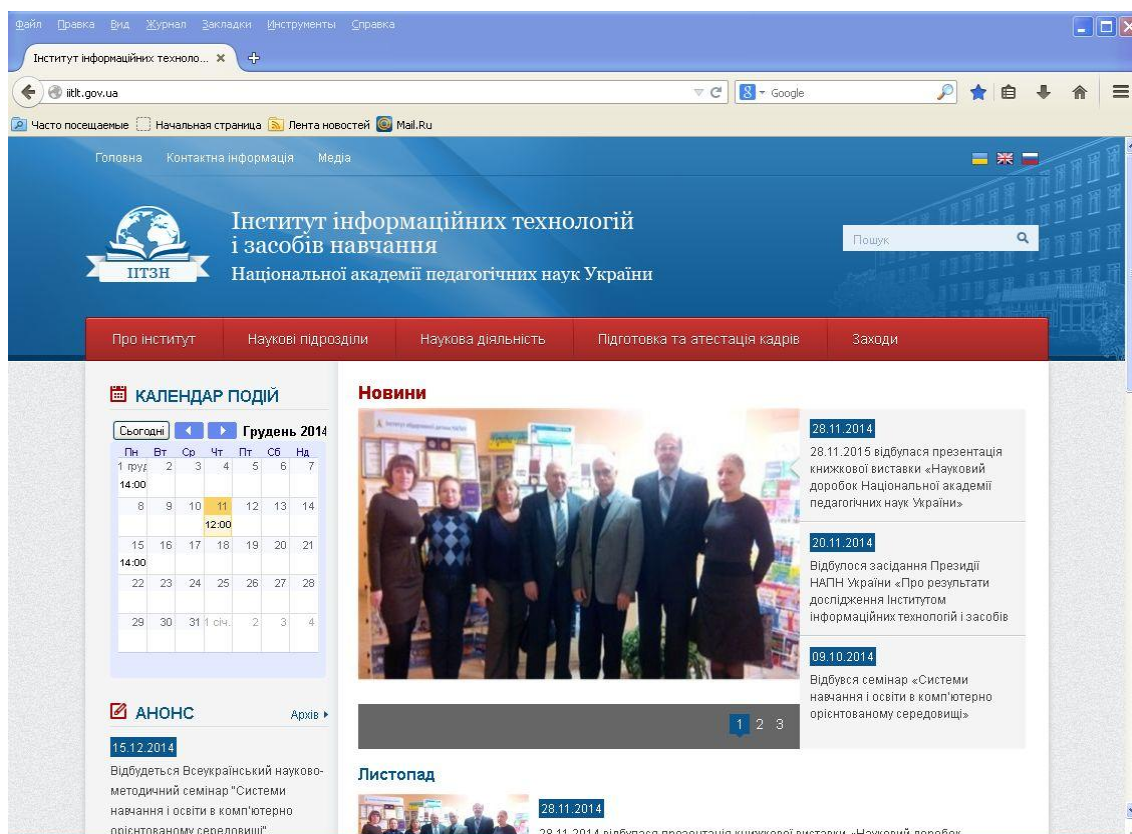 Файл Правка Вид Журнал Закладки Инструменты Справка
Інститут інформаційних техноло...
iitlt.gov.ua
Google
Часто посещаемые Начальная страница Лента новостей Mail.Ru
Головна Контактна інформація Медіа
Інститут інформаційних технологій
і засобів навчання
Національної академії педагогічних наук України
ІІТЗН
Пошук
Про інститут Наукові підрозділи Наукова діяльність Підготовка та атестація кадрів Заходи
КАЛЕНДАР ПОДІЙ
Сьогодні Грудень 2014
Пн Вт Ср Чт Пт Сб Нд
1 груд 2 3 4 5 6 7
14:00
8 9 10 11 12 13 14
12:00
15 16 17 18 19 20 21
14:00
22 23 24 25 26 27 28
29 30 31 1 січ. 2 3 4
АНОНС Архів
15.12.2014
Відбудеться Всеукраїнський науково-
методичний семінар "Системи
навчання і освіти в комп'ютерно
орієнтованому середовищі"
Новини
28.11.2014
28.11.2015 відбулася презентація
книжкової виставки «Науковий
доробок Національної академії
педагогічних наук України»
20.11.2014
Відбулося засідання Президії
НАПН України «Про результати
дослідження Інститутом
інформаційних технологій і засобів
09.10.2014
Відбувся семінар «Системи
навчання і освіти в комп'ютерно
орієнтованому середовищі»
1 2 3
Листопад
28.11.2014
28.11.2014 відбулася презентація книжкової виставки «Науковий доробок